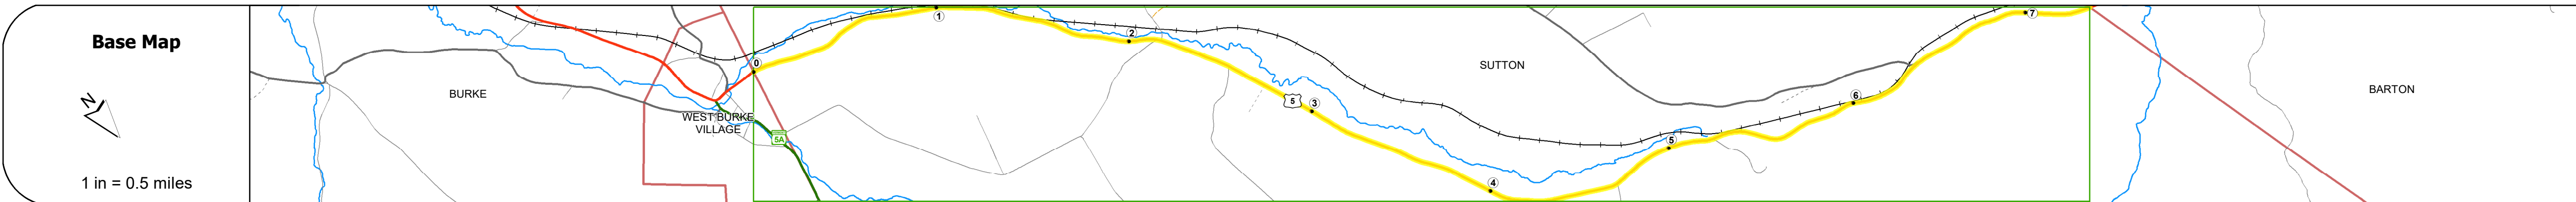 Base Map
N
1 in = 0.5 miles
BURKE
WEST BURKE
VILLAGE
5A
0
1
2
5
3
4
SUTTON
5
6
7
BARTON